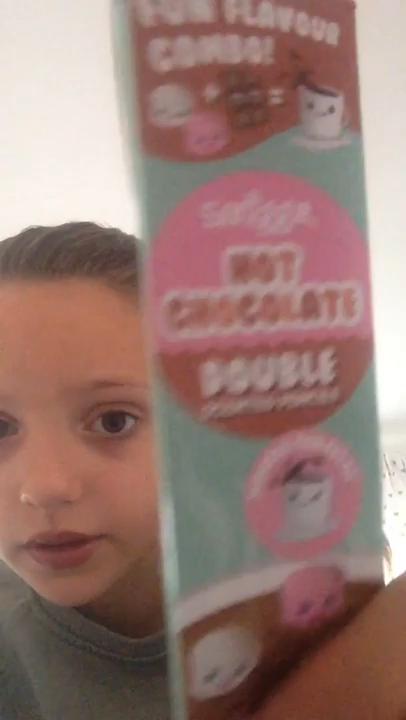 FUN FLAVOUR
COMBO!
+ =
Smiggle
HOT
CHOCOLATE
DOUBLE